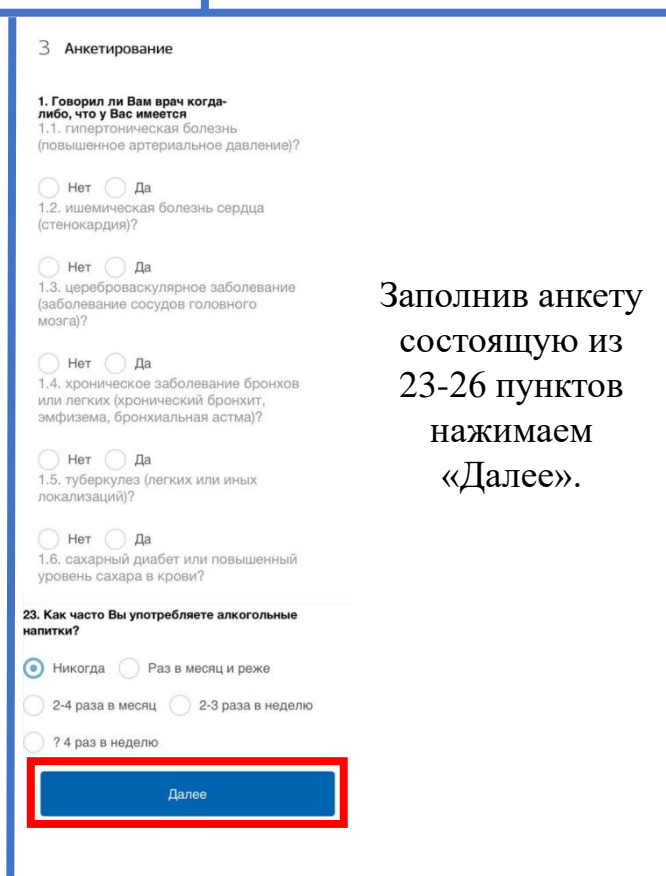 3 Анкетирование
1. Говорил ли Вам врач когда-
либо, что у Вас имеется
1.1. гипертоническая болезнь
(повышенное артериальное давление)?
Нет Да
1.2. ишемическая болезнь сердца
(стенокардия)?
Нет Да
1.3. цереброваскулярное заболевание
(заболевание сосудов головного
мозга)?
Нет Да
1.4. хроническое заболевание бронхов
или легких (хронический бронхит,
эмфизема, бронхиальная астма)?
Нет Да
1.5. туберкулез (легких или иных
локализаций)?
Нет Да
1.6. сахарный диабет или повышенный
уровень сахара в крови?
23. Как часто Вы употребляете алкогольные
напитки?
Никогда Раз в месяц и реже
2-4 раза в месяц 2-3 раза в неделю
? 4 раз в неделю
Далее
Заполнив анкету
состоящую из
23-26 пунктов
нажимаем
«Далее».